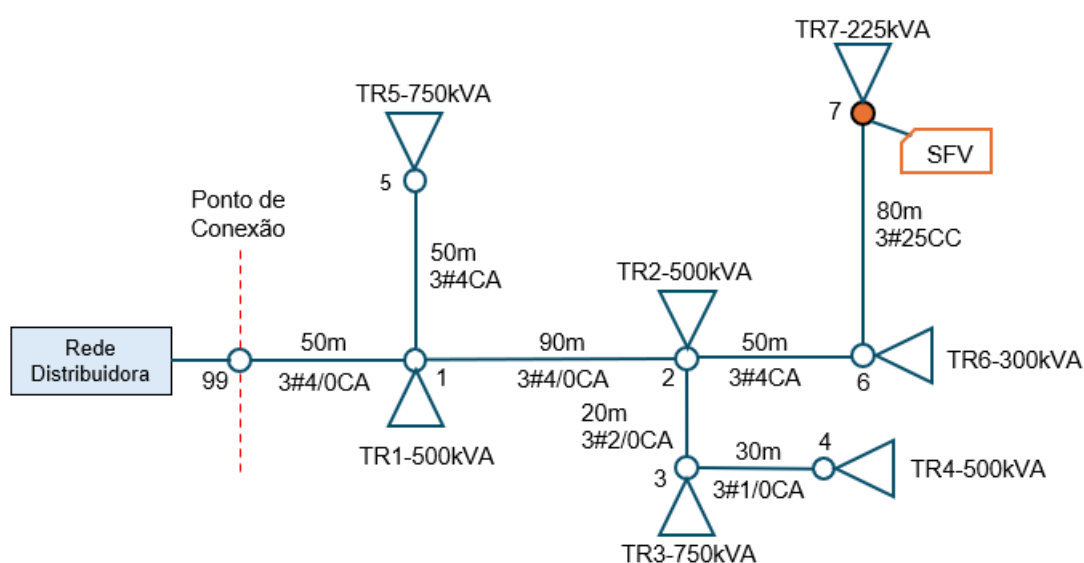 TR7-225kVA
7
SFV
TR5-750kVA
5
Ponto de
Conexão
50m
3#4CA
80m
3#25CC
TR2-500kVA
Rede
Distribuidora
99
50m
3#4/0CA
1
90m
3#4/0CA
2
50m
3#4CA
6
TR6-300kVA
TR1-500kVA
20m
3#2/0CA
3
30m
3#1/0CA
4
TR4-500kVA
TR3-750kVA